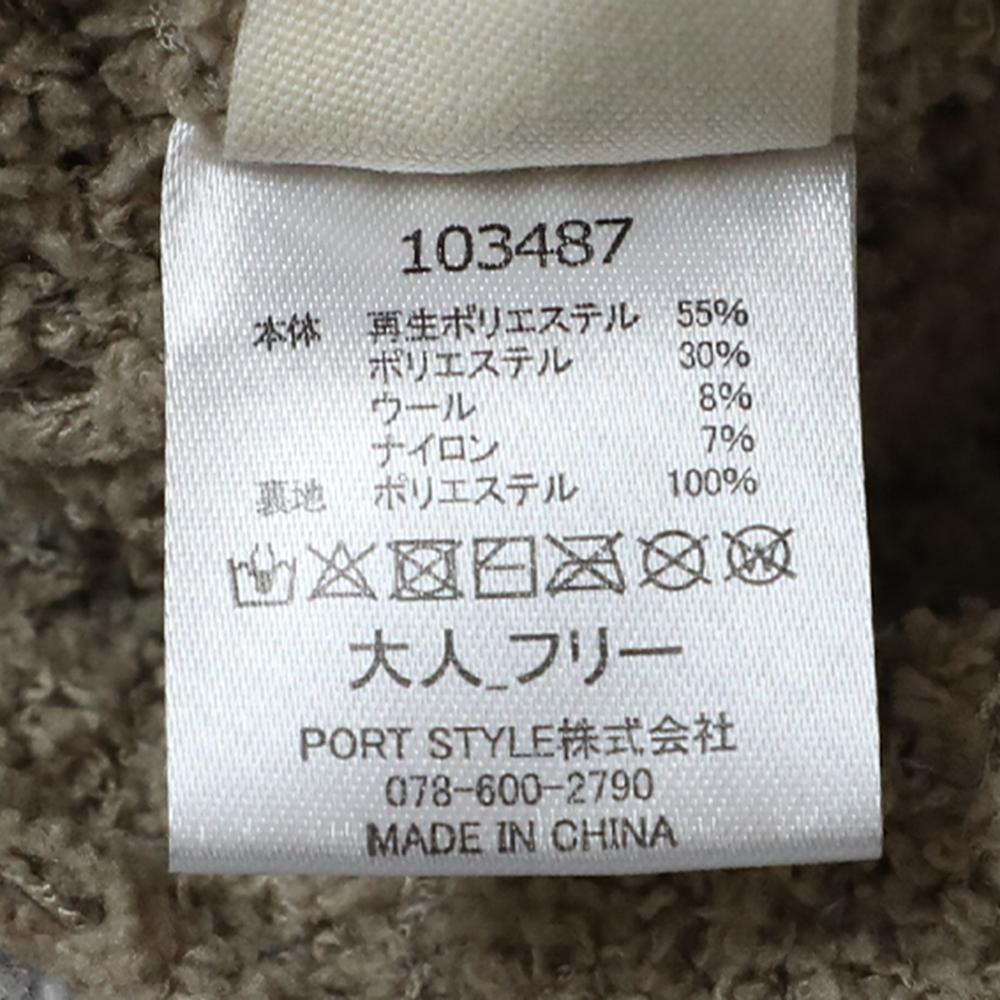 103487
本体 再生ポリエステル 55%
ポリエステル 30%
ウール 8%
ナイロン 7%
裏地 ポリエステル 100%
W
大人_フリー
PORT STYLE株式会社
078-600-2790
MADE IN CHINA